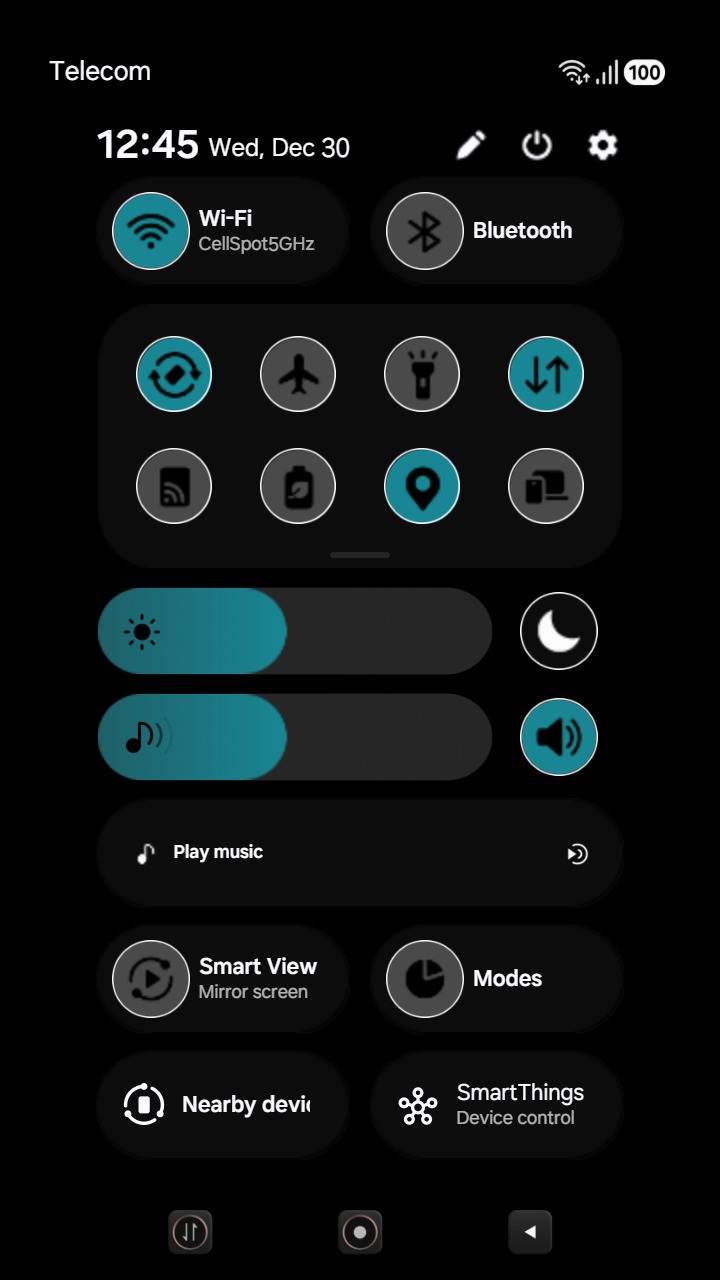 Telecom
100
12:45 Wed, Dec 30
Wi-Fi
CellSpot5GHz
Bluetooth
Play music
Smart View
Mirror screen
Modes
Nearby devic
SmartThings
Device control